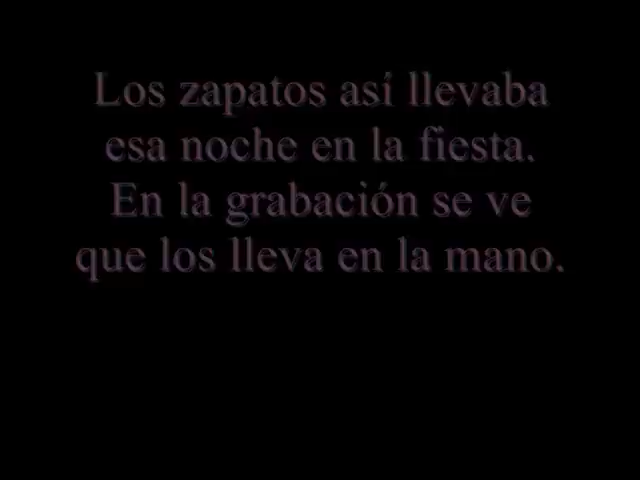 Los zapatos así llevaba
esa noche en la fiesta.
En la grabación se ve
que los lleva en la mano.